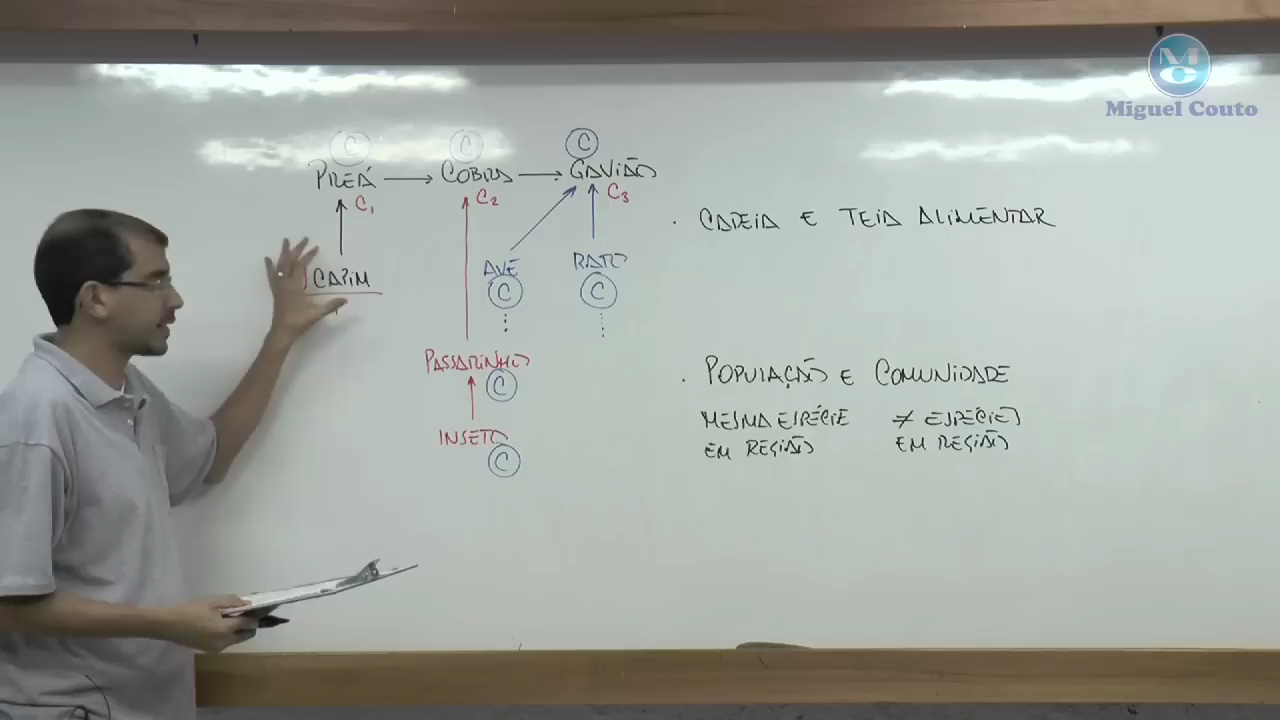 MC
Miguel Couto
C C C
PREÁ → COBRA → GAVIÃO
C1 C2 C3
CAPIM
AVE RATO
C C
PASSARINHO
C
INSETO
C
. CADEIA E TEIA ALIMENTAR
. POPULAÇÃO E COMUNIDADE
MESMA ESPÉCIE ≠ ESPÉCIES
EM REGIÃO EM REGIÃO